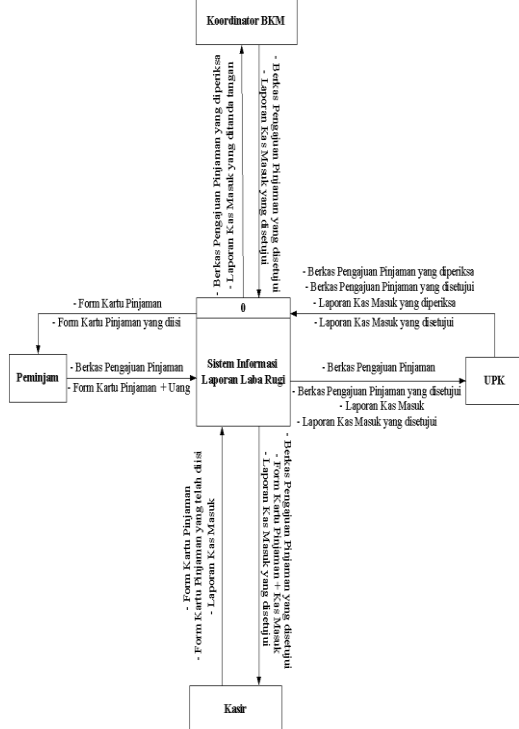 Koordinator BKM
- Berkas Pengajuan Pinjaman yang diperiksa
- Laporan Kas Masuk yang ditanda tangan
- Berkas Pengajuan Pinjaman yang disetujui
- Laporan Kas Masuk yang disetujui
- Berkas Pengajuan Pinjaman yang diperiksa
- Berkas Pengajuan Pinjaman yang disetujui
- Laporan Kas Masuk yang diperiksa
- Laporan Kas Masuk yang disetujui
- Form Kartu Pinjaman
- Form Kartu Pinjaman yang diisi
0
Sistem Informasi
Laporan Laba Rugi
Peminjam
- Berkas Pengajuan Pinjaman
- Form Kartu Pinjaman + Uang
- Berkas Pengajuan Pinjaman
- Berkas Pengajuan Pinjaman yang disetujui
- Laporan Kas Masuk
- Laporan Kas Masuk yang disetujui
UPK
- Form Kartu Pinjaman
- Form Kartu Pinjaman yang telah diisi
- Laporan Kas Masuk
- Berkas Pengajuan Pinjaman yang disetujui
- Form Kartu Pinjaman + Kas Masuk
- Laporan Kas Masuk yang disetujui
Kasir